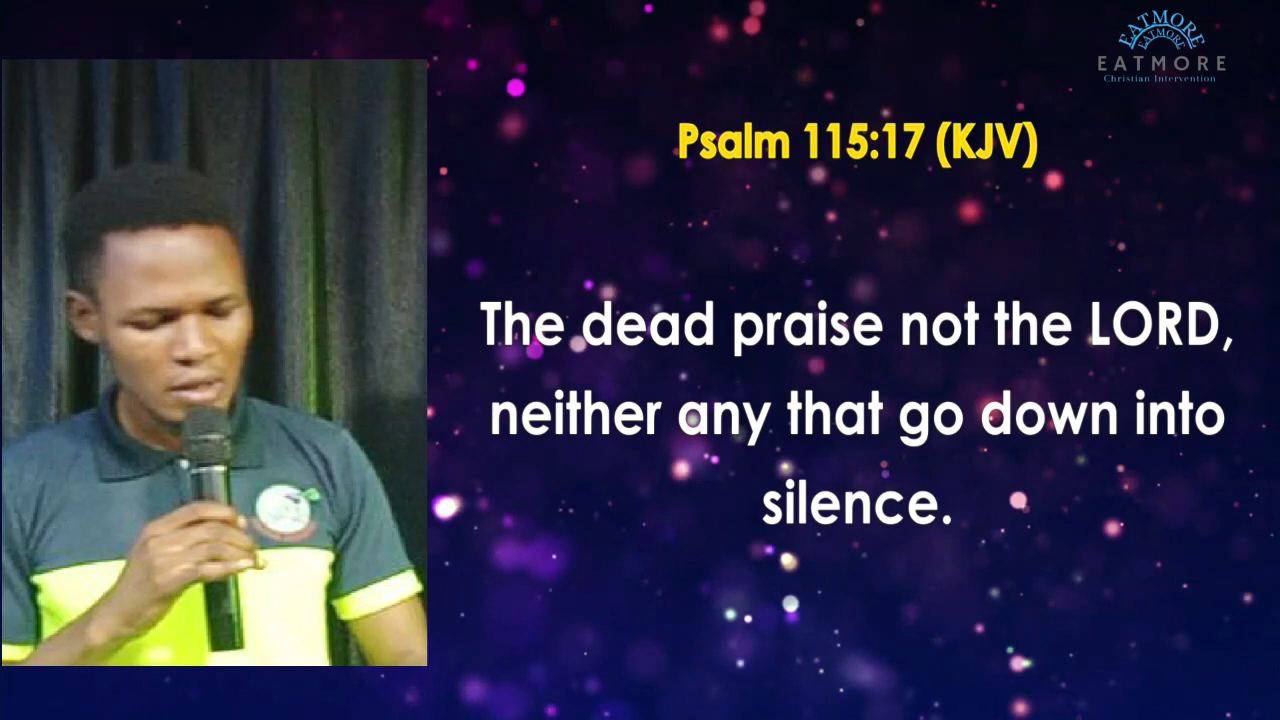 EATMORE
EATMORE
EATMORE
Christian Intervention
Psalm 115:17 (KJV)
The dead praise not the LORD,
neither any that go down into
silence.